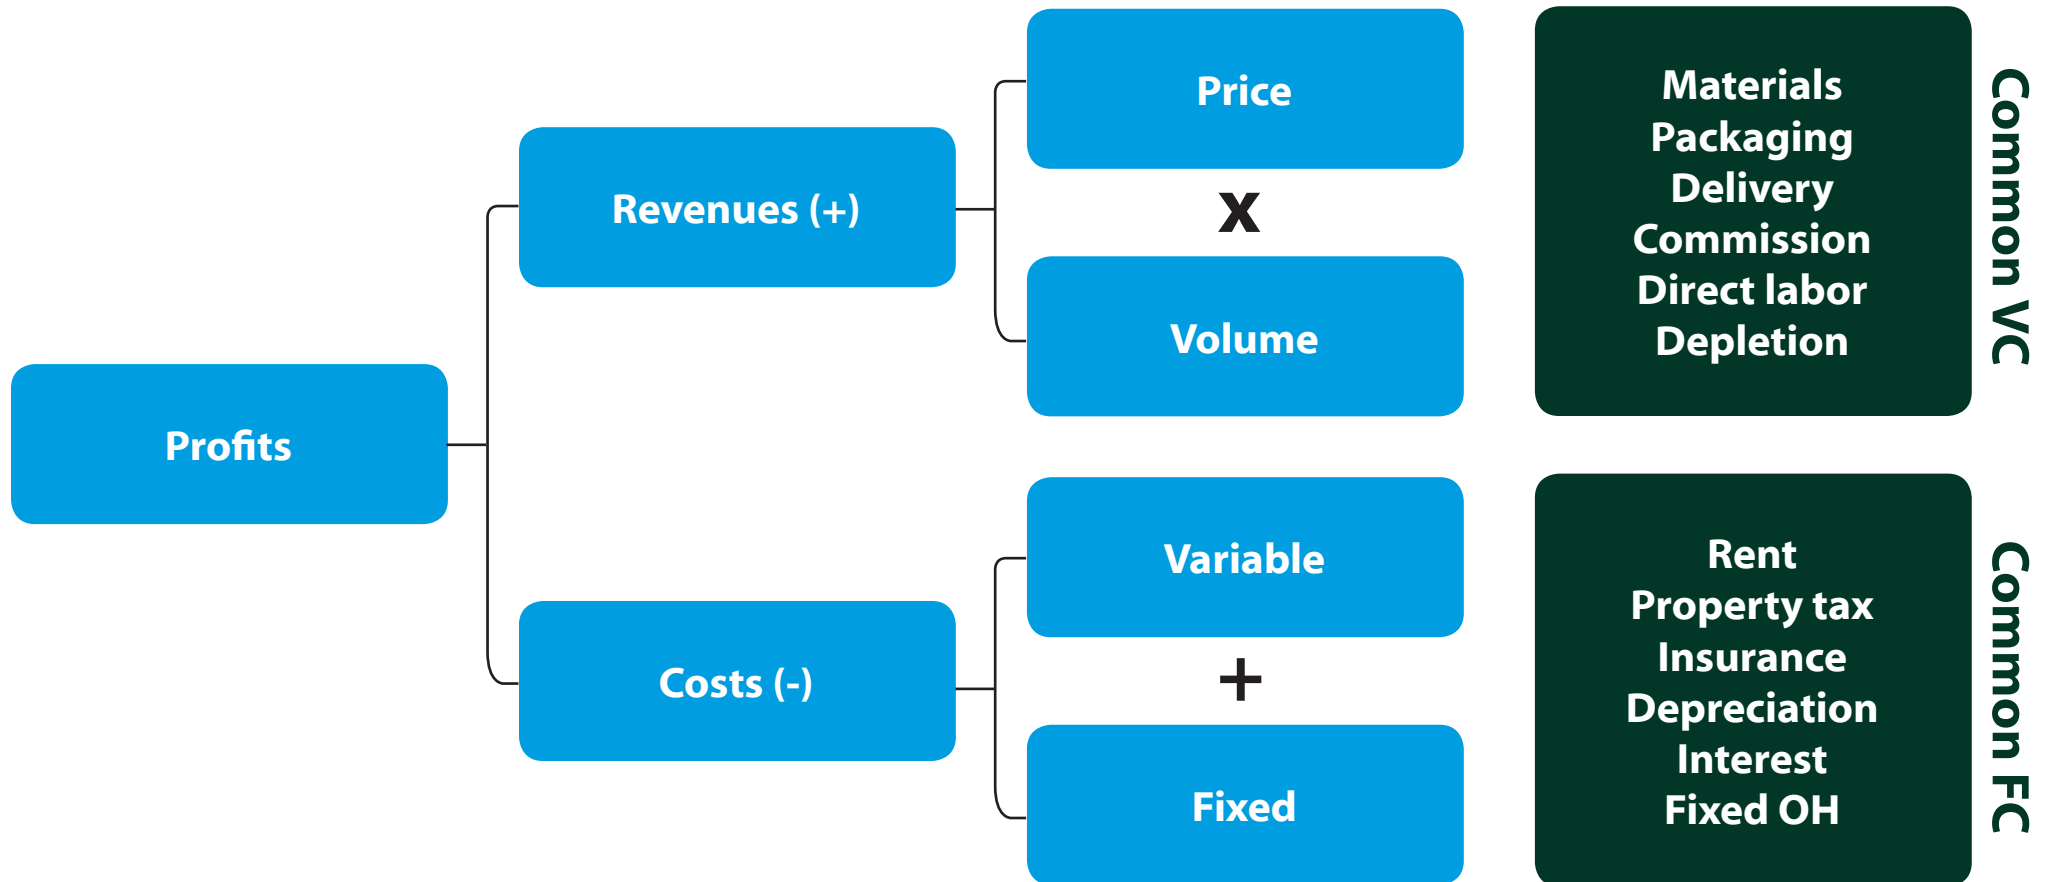 Profits
Revenues (+)
Costs (-)
Price
x
Volume
Variable
+
Fixed
Materials
Packaging
Delivery
Commission
Direct labor
Depletion
Common VC
Rent
Property tax
Insurance
Depreciation
Interest
Fixed OH
Common FC